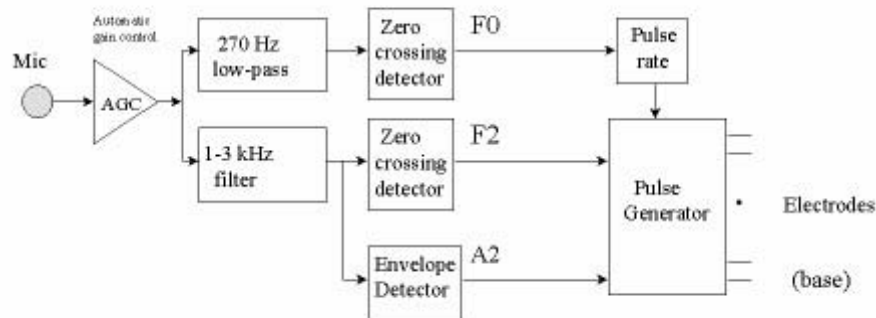 Automatic
gain control
Mic
AGC
270 Hz
low-pass
Zero
crossing
detector
F0
Pulse
rate
1-3 kHz
filter
Zero
crossing
detector
F2
Pulse
Generator
Electrodes
Envelope
Detector
A2
(base)